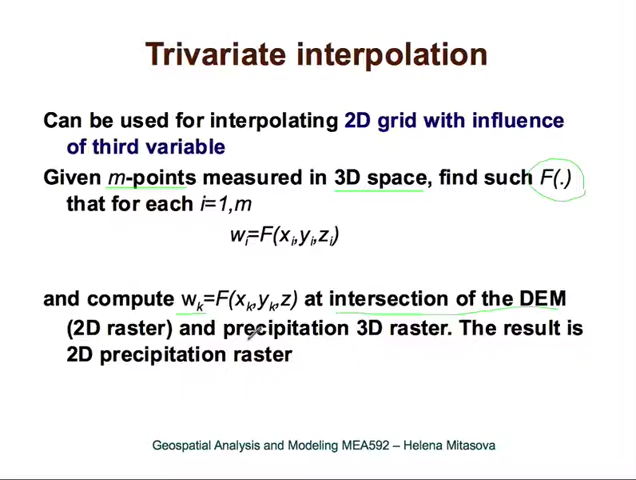 Trivariate interpolation
Can be used for interpolating 2D grid with influence
of third variable
Given m-points measured in 3D space, find such F(.)
that for each i=1,m
wᵢ=F(xᵢ,yᵢ,zᵢ)
and compute wₖ=F(xₖ,yₖ,z) at intersection of the DEM
(2D raster) and precipitation 3D raster. The result is
2D precipitation raster
Geospatial Analysis and Modeling MEA592 – Helena Mitasova